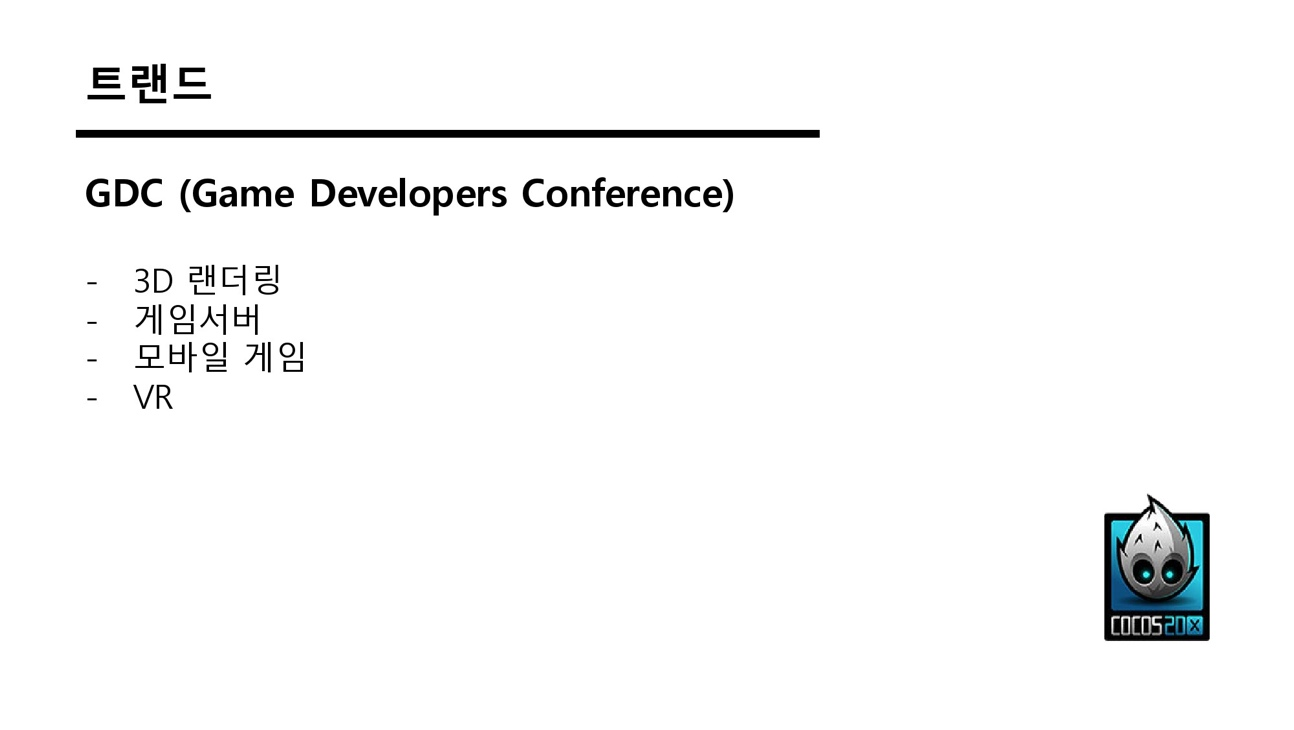 트랜드
GDC (Game Developers Conference)
- 3D 랜더링
- 게임서버
- 모바일 게임
- VR
COCOS2DX